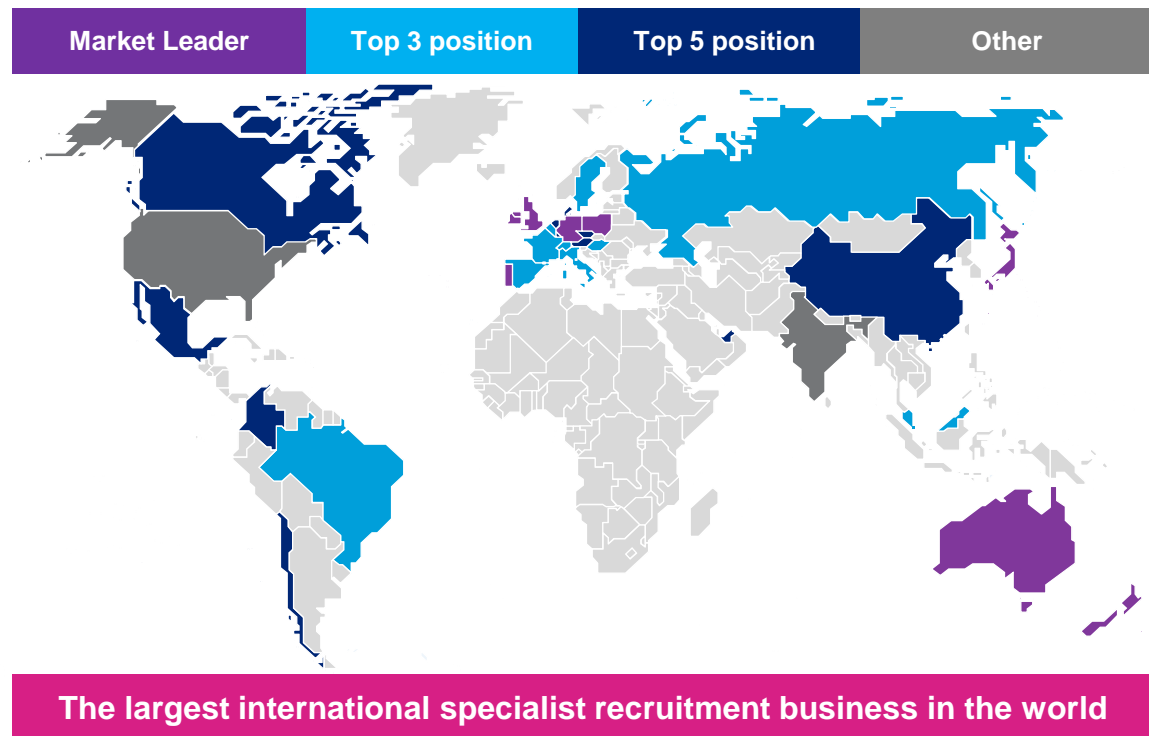 Market Leader
Top 3 position
Top 5 position
Other
The largest international specialist recruitment business in the world